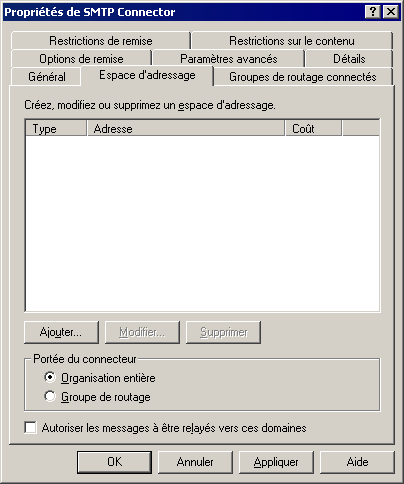 Propriétés de SMTP Connector
Restrictions de remise
Restrictions sur le contenu
Options de remise
Paramètres avancés
Détails
Général
Espace d'adressage
Groupes de routage connectés
Créez, modifiez ou supprimez un espace d'adressage.
Type
Adresse
Coût
Ajouter...
Modifier...
Supprimer
Portée du connecteur
Organisation entière
Groupe de routage
Autoriser les messages à être relayés vers ces domaines
OK
Annuler
Appliquer
Aide